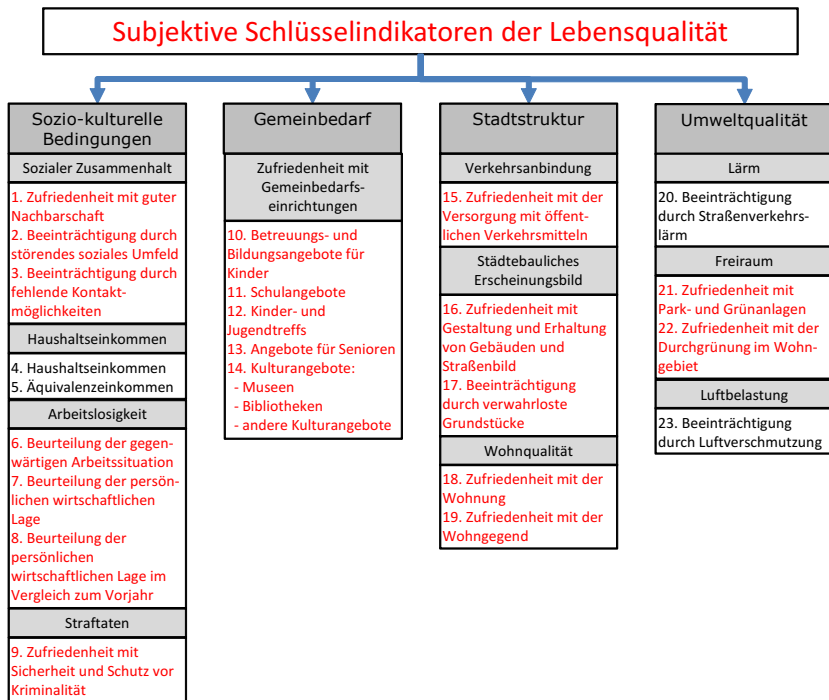 Subjektive Schlüsselindikatoren der Lebensqualität
Sozio-kulturelle
Bedingungen
Sozialer Zusammenhalt
1. Zufriedenheit mit guter
Nachbarschaft
2. Beeinträchtigung durch
störendes soziales Umfeld
3. Beeinträchtigung durch
fehlende Kontakt-
möglichkeiten
Haushaltseinkommen
4. Haushaltseinkommen
5. Äquivalenzeinkommen
Arbeitslosigkeit
6. Beurteilung der gegen-
wärtigen Arbeitssituation
7. Beurteilung der persön-
lichen wirtschaftlichen
Lage
8. Beurteilung der
persönlichen
wirtschaftlichen Lage im
Vergleich zum Vorjahr
Straftaten
9. Zufriedenheit mit
Sicherheit und Schutz vor
Kriminalität
Gemeinbedarf
Zufriedenheit mit
Gemeinbedarfs-
einrichtungen
10. Betreuungs- und
Bildungsangebote für
Kinder
11. Schulangebote
12. Kinder- und
Jugendtreffs
13. Angebote für Senioren
14. Kulturangebote:
- Museen
- Bibliotheken
- andere Kulturangebote
Stadtstruktur
Verkehrsanbindung
15. Zufriedenheit mit der
Versorgung mit öffent-
lichen Verkehrsmitteln
Städtebauliches
Erscheinungsbild
16. Zufriedenheit mit
Gestaltung und Erhaltung
von Gebäuden und
Straßenbild
17. Beeinträchtigung
durch verwahrloste
Grundstücke
Wohnqualität
18. Zufriedenheit mit der
Wohnung
19. Zufriedenheit mit der
Wohngegend
Umweltqualität
Lärm
20. Beeinträchtigung
durch Straßenverkehrs-
lärm
Freiraum
21. Zufriedenheit mit
Park- und Grünanlagen
22. Zufriedenheit mit der
Durchgrünung im Wohn-
gebiet
Luftbelastung
23. Beeinträchtigung
durch Luftverschmutzung